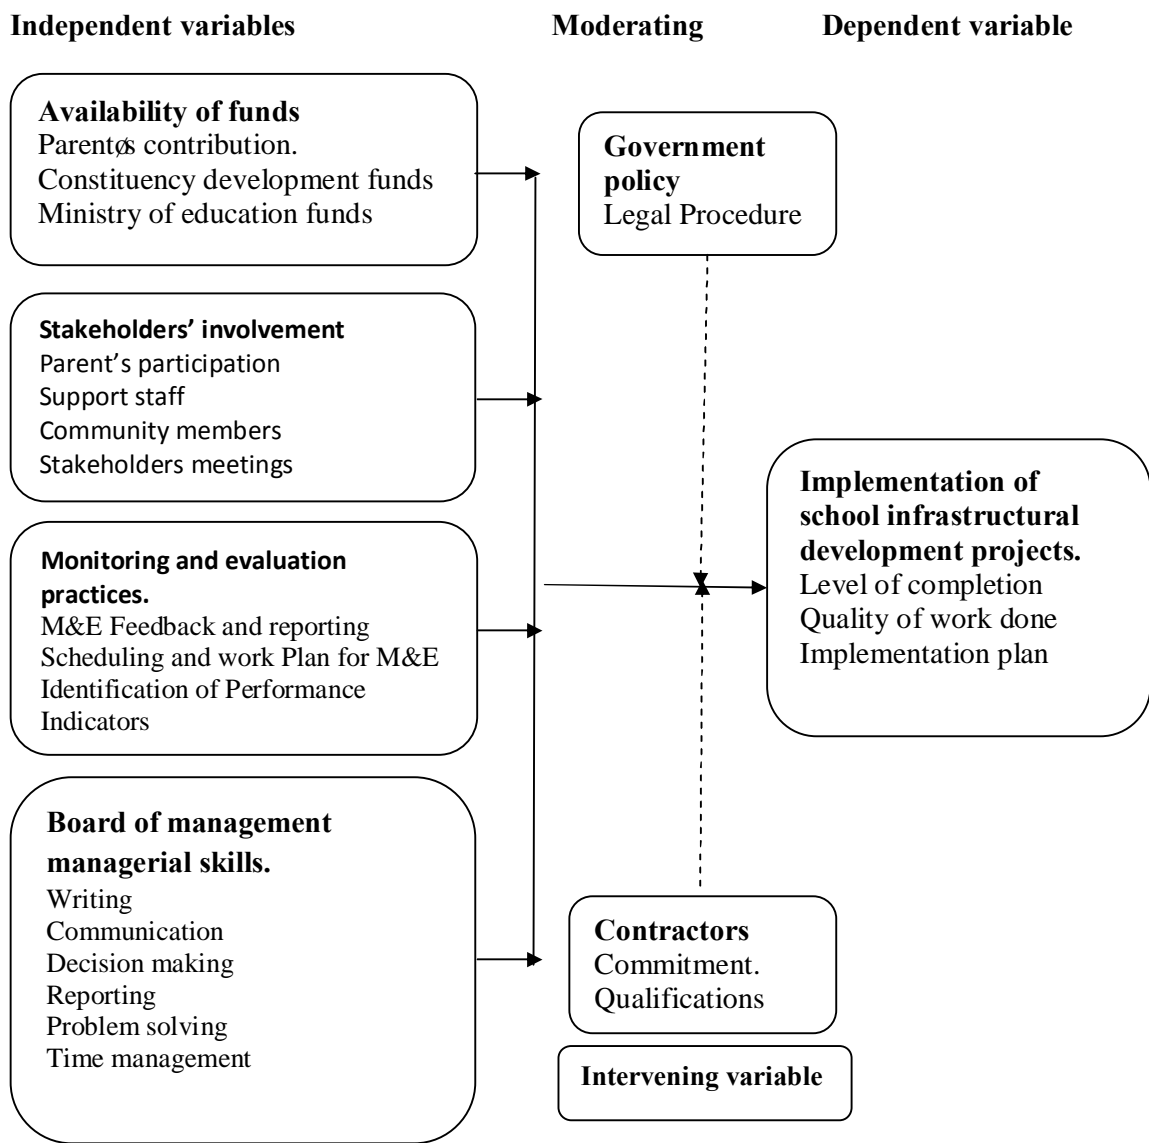 Independent variables
Moderating
Dependent variable
Availability of funds
Parentøs contribution.
Constituency development funds
Ministry of education funds
Government
policy
Legal Procedure
Stakeholders’ involvement
Parent’s participation
Support staff
Community members
Stakeholders meetings
Implementation of
school infrastructural
development projects.
Level of completion
Quality of work done
Implementation plan
Monitoring and evaluation
practices.
M&E Feedback and reporting
Scheduling and work Plan for M&E
Identification of Performance
Indicators
Board of management
managerial skills.
Writing
Communication
Decision making
Reporting
Problem solving
Time management
Contractors
Commitment.
Qualifications
Intervening variable